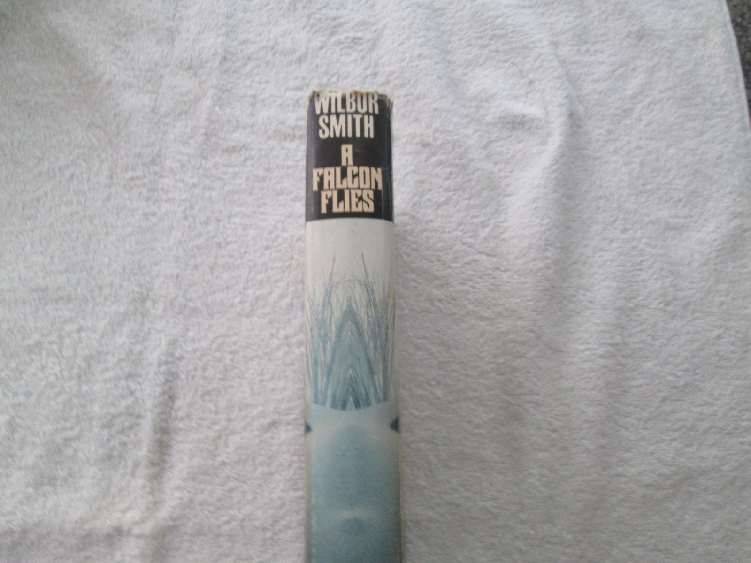 WILBUR
SMITH
A
FALCON
FLIES